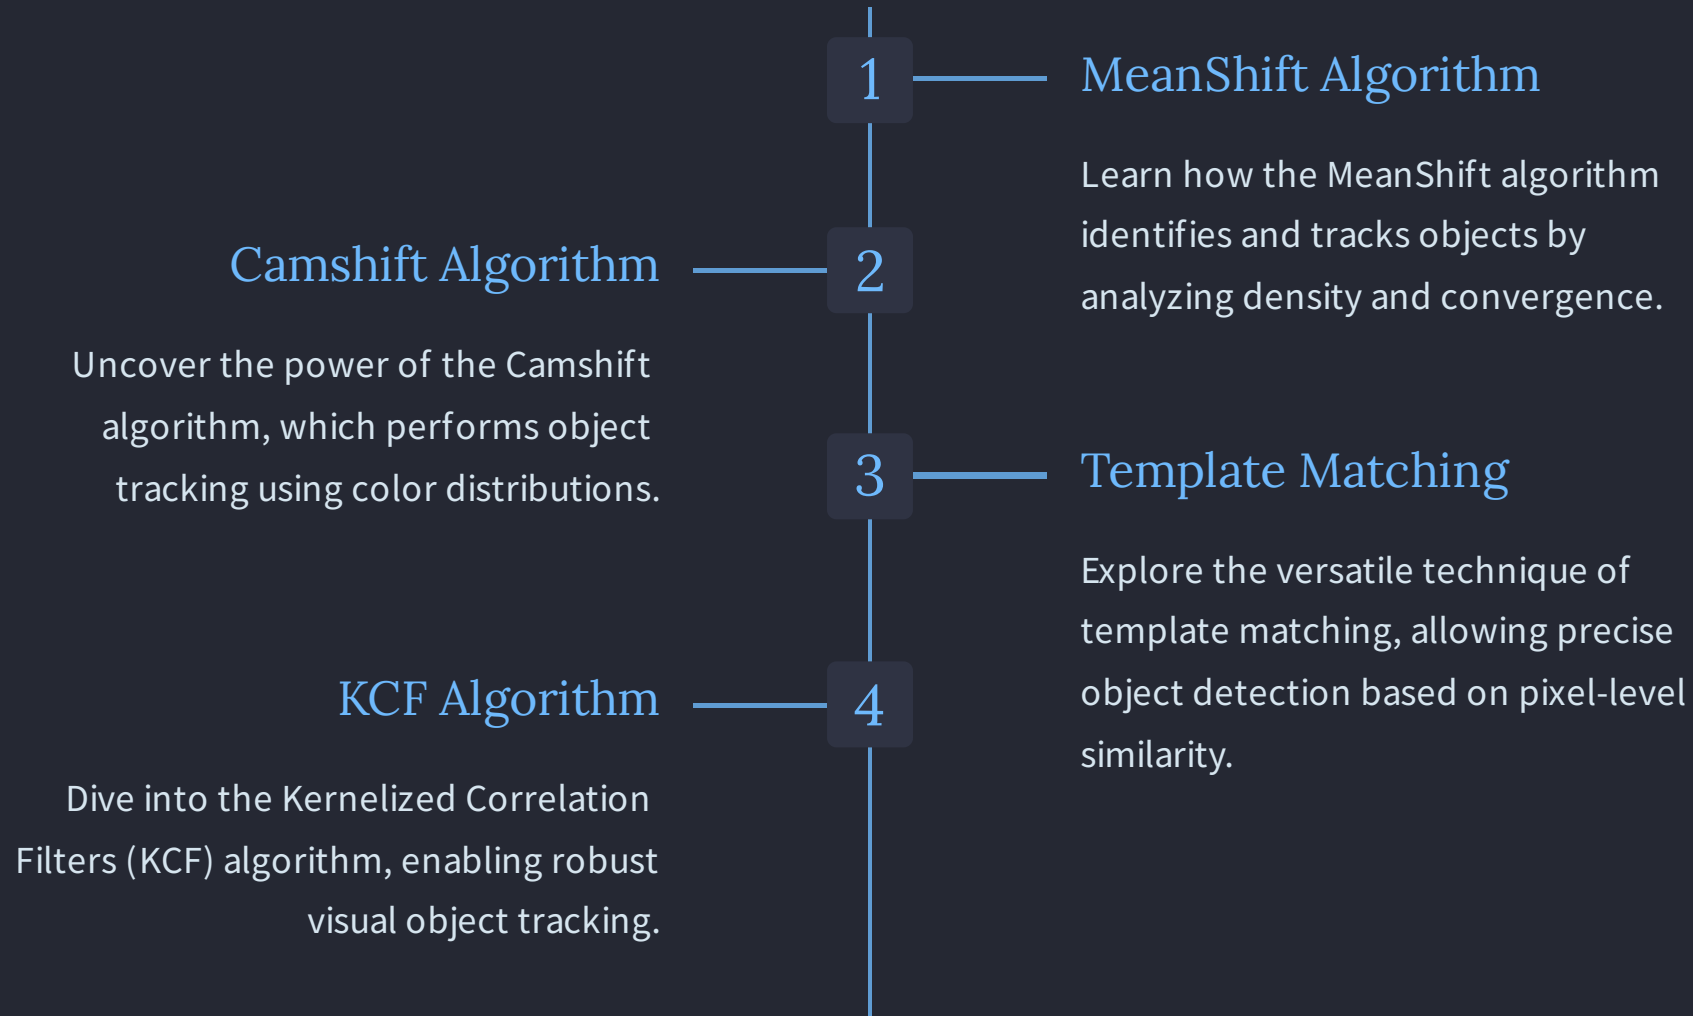 1
MeanShift Algorithm
Learn how the MeanShift algorithm
identifies and tracks objects by
analyzing density and convergence.
2
Camshift Algorithm
Uncover the power of the Camshift
algorithm, which performs object
tracking using color distributions.
3
Template Matching
Explore the versatile technique of
template matching, allowing precise
object detection based on pixel-level
similarity.
4
KCF Algorithm
Dive into the Kernelized Correlation
Filters (KCF) algorithm, enabling robust
visual object tracking.